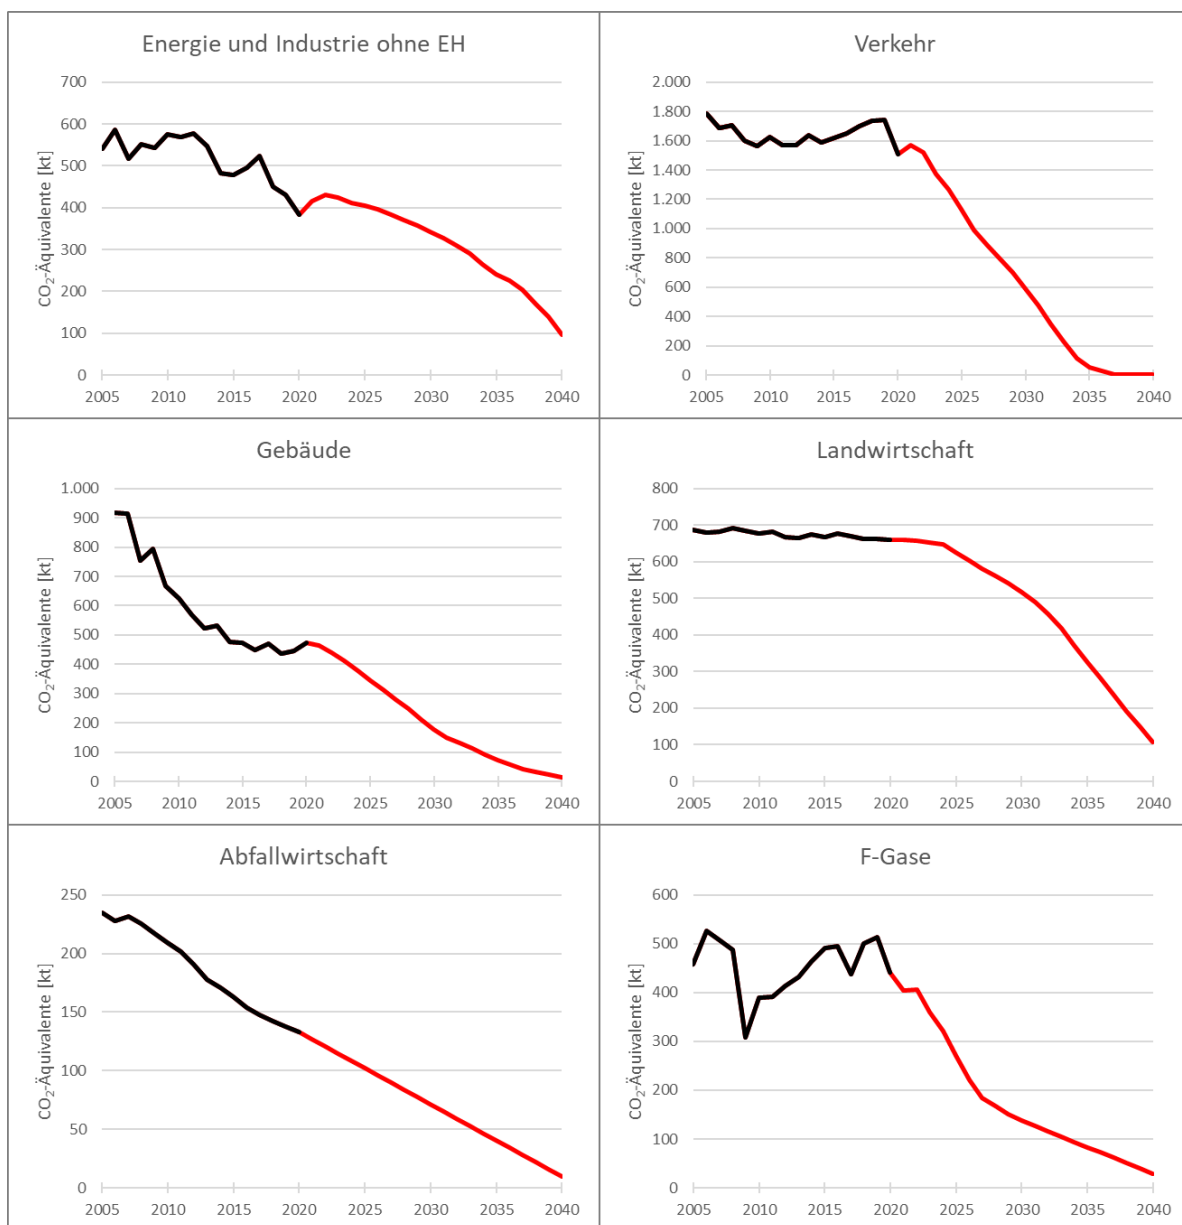 Energie und Industrie ohne EH
700
600
500
400
300
200
100
0
CO₂-Äquivalente [kt]
2005 2010 2015 2020 2025 2030 2035 2040
Verkehr
2.000
1.800
1.600
1.400
1.200
1.000
800
600
400
200
0
CO₂-Äquivalente [kt]
2005 2010 2015 2020 2025 2030 2035 2040
Gebäude
1.000
900
800
700
600
500
400
300
200
100
0
CO₂-Äquivalente [kt]
2005 2010 2015 2020 2025 2030 2035 2040
Landwirtschaft
800
700
600
500
400
300
200
100
0
CO₂-Äquivalente [kt]
2005 2010 2015 2020 2025 2030 2035 2040
Abfallwirtschaft
250
200
150
100
50
0
CO₂-Äquivalente [kt]
2005 2010 2015 2020 2025 2030 2035 2040
F-Gase
600
500
400
300
200
100
0
CO₂-Äquivalente [kt]
2005 2010 2015 2020 2025 2030 2035 2040